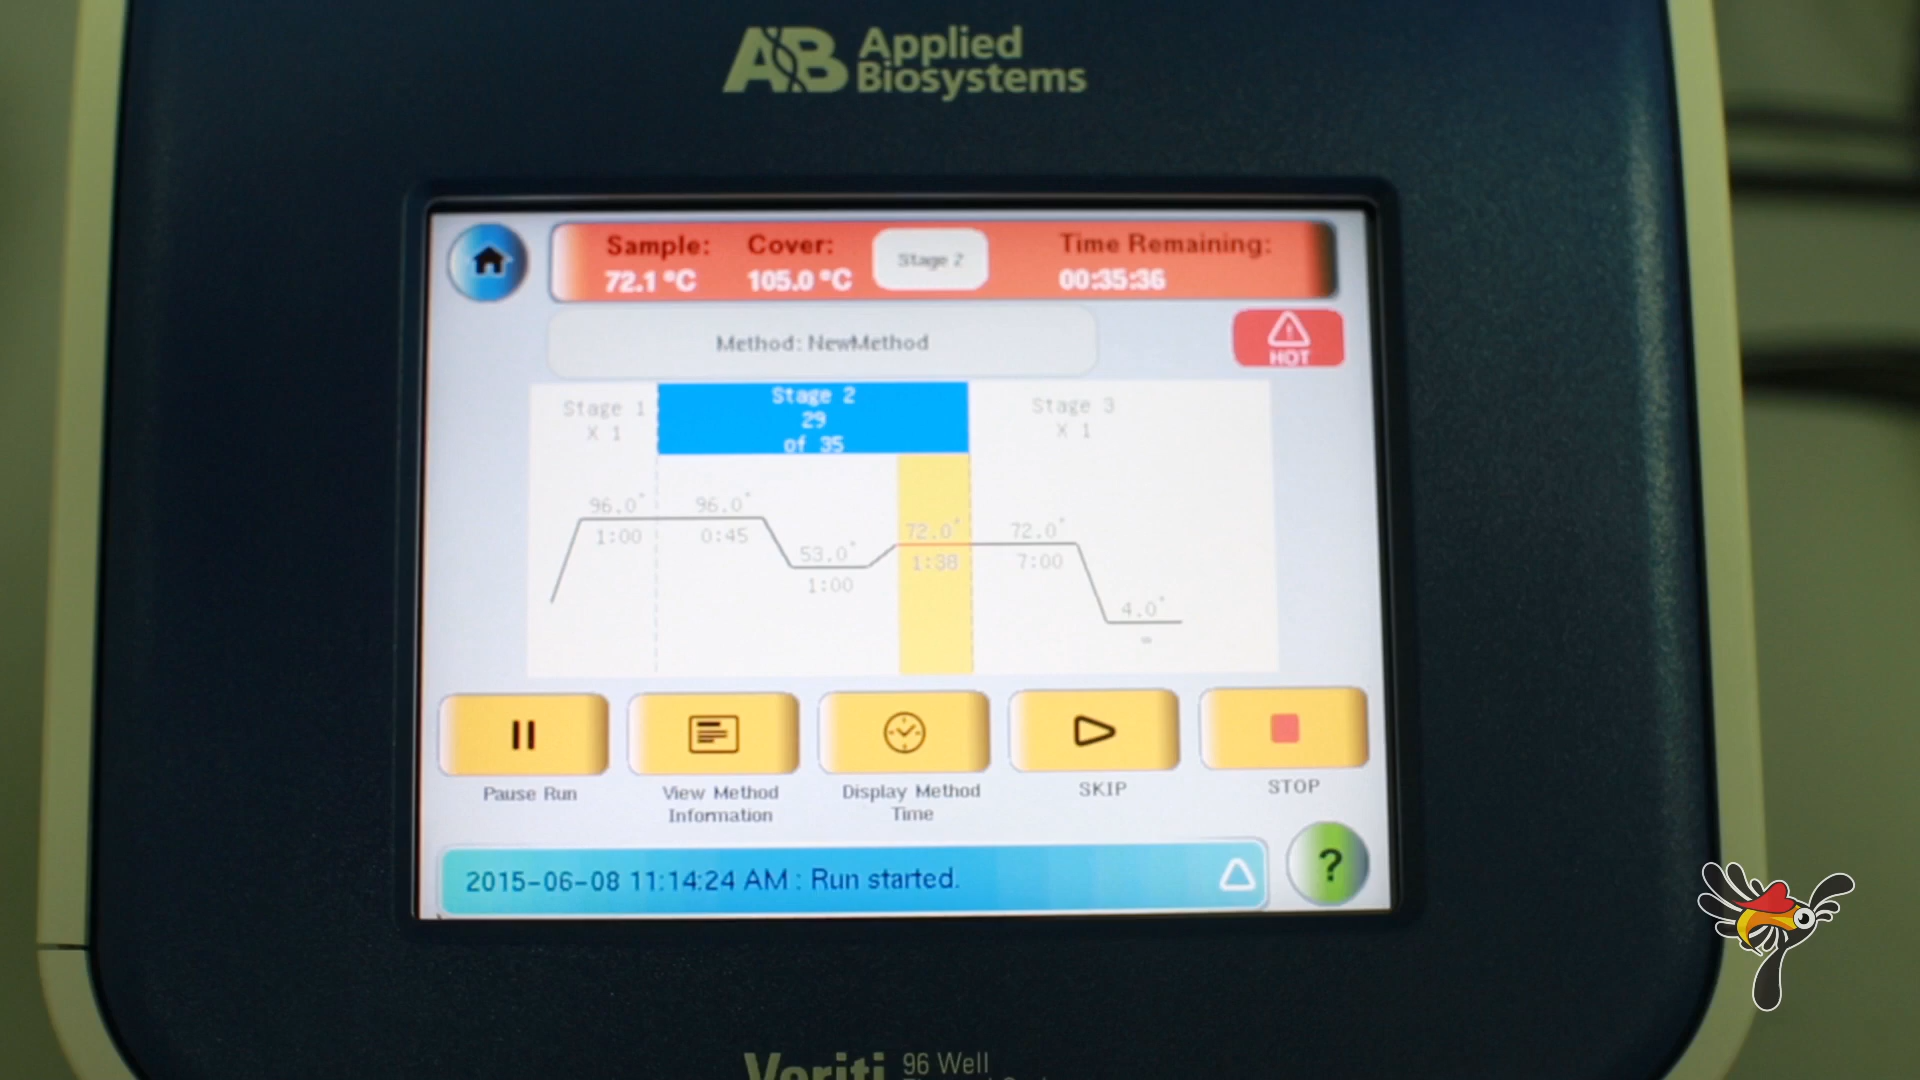 AB Applied
Biosystems
Sample: Cover: Stage 2 Time Remaining:
72.1 °C 105.0 °C 00:35:36
Method: NewMethod
HOT
Stage 1 Stage 2 Stage 3
X 1 29 X 1
of 35
96.0° 96.0° 72.0° 72.0°
1:00 0:45 53.0° 1:38 7:00
1:00 4.0°
∞
Pause Run View Method Display Method SKIP STOP
Information Time
2015-06-08 11:14:24 AM : Run started.
?
Veriti 96 Well